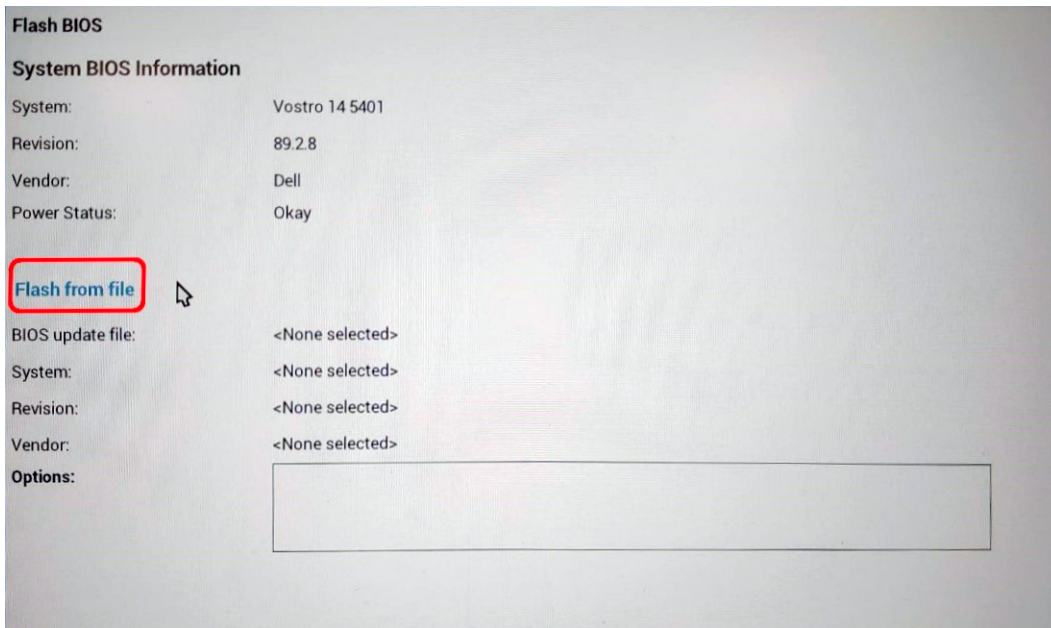 Flash BIOS
System BIOS Information
System: Vostro 14 5401
Revision: 89.2.8
Vendor: Dell
Power Status: Okay
Flash from file
BIOS update file: <None selected>
System: <None selected>
Revision: <None selected>
Vendor: <None selected>
Options: